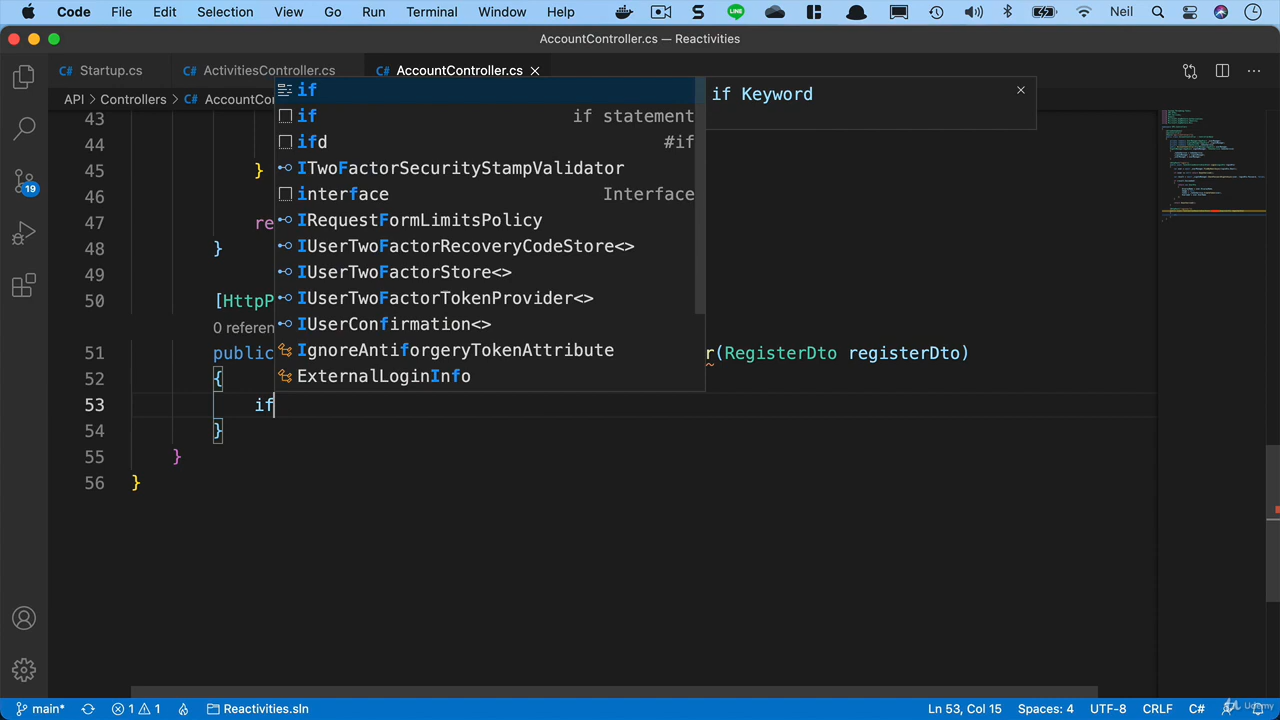 Code File Edit Selection View Go Run Terminal Window Help LINE Neil
AccountController.cs — Reactivities
Startup.cs
C# ActivitiesController.cs
C# AccountController.cs
API > Controllers > C# AccountCon
if
if if statement
ifd #if
ITwoFactorSecurityStampValidator
interface Interface
IRequestFormLimitsPolicy
IUserTwoFactorRecoveryCodeStore<>
IUserTwoFactorStore<>
IUserTwoFactorTokenProvider<>
IUserConfirmation<>
IgnoreAntiforgeryTokenAttribute
ExternalLoginInfo
if Keyword
43
44
45 }
46
47 re
48 }
49
50 [HttpP
0 referen
51 public r(RegisterDto registerDto)
52 {
53 if
54 }
55 }
56 }
19
main* 1 1 Reactivities.sln Ln 53, Col 15 Spaces: 4 UTF-8 CRLF C#
Udemy